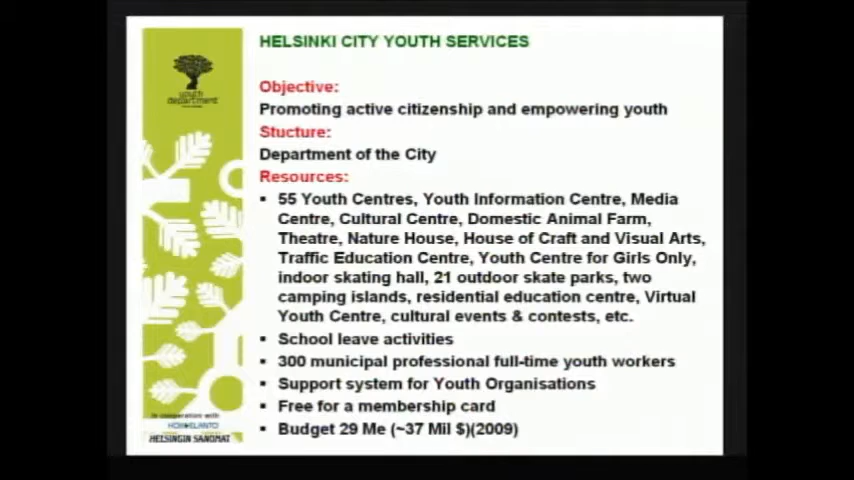 HELSINKI CITY YOUTH SERVICES
Objective:
Promoting active citizenship and empowering youth
Stucture:
Department of the City
Resources:
▪ 55 Youth Centres, Youth Information Centre, Media
Centre, Cultural Centre, Domestic Animal Farm,
Theatre, Nature House, House of Craft and Visual Arts,
Traffic Education Centre, Youth Centre for Girls Only,
indoor skating hall, 21 outdoor skate parks, two
camping islands, residential education centre, Virtual
Youth Centre, cultural events & contests, etc.
▪ School leave activities
▪ 300 municipal professional full-time youth workers
▪ Support system for Youth Organisations
▪ Free for a membership card
▪ Budget 29 Me (~37 Mil $)(2009)
youth
department
In cooperation with
HELSINGIN SANOMAT